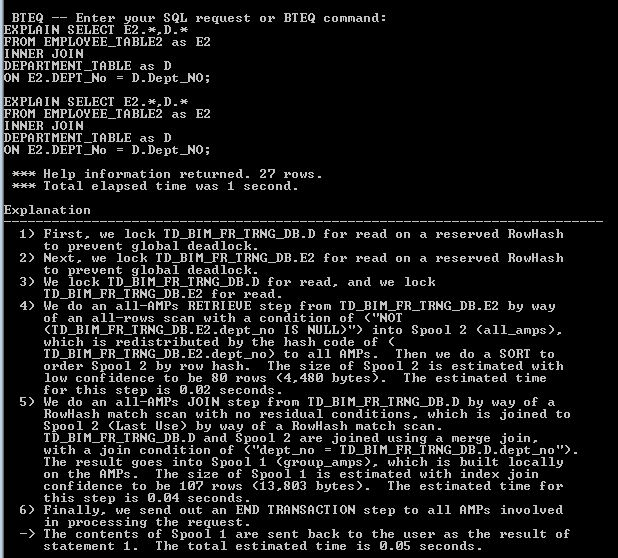 BTEQ -- Enter your SQL request or BTEQ command:
EXPLAIN SELECT E2.*,D.*
FROM EMPLOYEE_TABLE2 as E2
INNER JOIN
DEPARTMENT_TABLE as D
ON E2.DEPT_No = D.Dept_NO;
EXPLAIN SELECT E2.*,D.*
FROM EMPLOYEE_TABLE2 as E2
INNER JOIN
DEPARTMENT_TABLE as D
ON E2.DEPT_No = D.Dept_NO;
*** Help information returned. 27 rows.
*** Total elapsed time was 1 second.
Explanation
---------------------------------------------------------------------------
1) First, we lock TD_BIM_FR_TRNG_DB.D for read on a reserved RowHash
to prevent global deadlock.
2) Next, we lock TD_BIM_FR_TRNG_DB.E2 for read on a reserved RowHash
to prevent global deadlock.
3) We lock TD_BIM_FR_TRNG_DB.D for read, and we lock
TD_BIM_FR_TRNG_DB.E2 for read.
4) We do an all-AMPs RETRIEVE step from TD_BIM_FR_TRNG_DB.E2 by way
of an all-rows scan with a condition of ("NOT
(TD_BIM_FR_TRNG_DB.E2.dept_no IS NULL)") into Spool 2 (all_amps),
which is redistributed by the hash code of (
TD_BIM_FR_TRNG_DB.E2.dept_no) to all AMPs.  Then we do a SORT to
order Spool 2 by row hash.  The size of Spool 2 is estimated with
low confidence to be 80 rows (4,480 bytes).  The estimated time
for this step is 0.02 seconds.
5) We do an all-AMPs JOIN step from TD_BIM_FR_TRNG_DB.D by way of a
RowHash match scan with no residual conditions, which is joined to
Spool 2 (Last Use) by way of a RowHash match scan.
TD_BIM_FR_TRNG_DB.D and Spool 2 are joined using a merge join,
with a join condition of ("dept_no = TD_BIM_FR_TRNG_DB.D.dept_no").
The result goes into Spool 1 (group_amps), which is built locally
on the AMPs.  The size of Spool 1 is estimated with index join
confidence to be 107 rows (13,803 bytes).  The estimated time for
this step is 0.04 seconds.
6) Finally, we send out an END TRANSACTION step to all AMPs involved
in processing the request.
-> The contents of Spool 1 are sent back to the user as the result of
statement 1.  The total estimated time is 0.05 seconds.